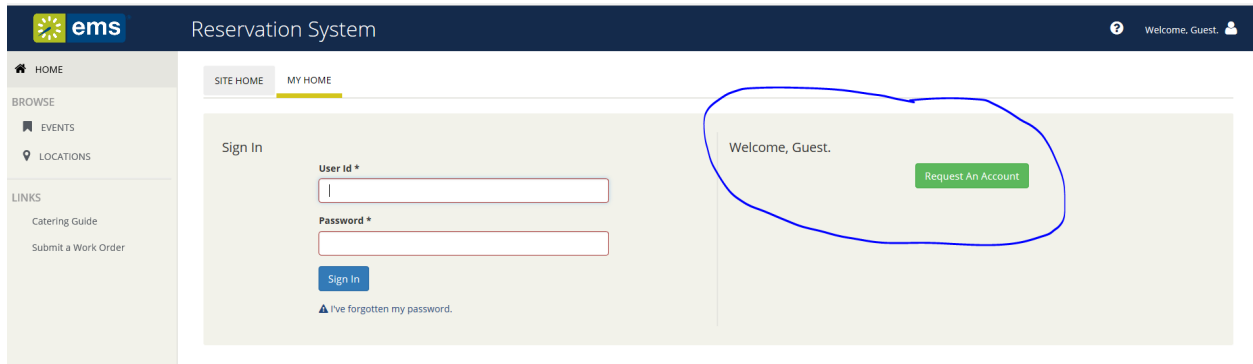 ems
Reservation System
? Welcome, Guest.
HOME
BROWSE
EVENTS
LOCATIONS
LINKS
Catering Guide
Submit a Work Order
SITE HOME MY HOME
Sign In
User Id *
Password *
Sign In
I've forgotten my password.
Welcome, Guest.
Request An Account